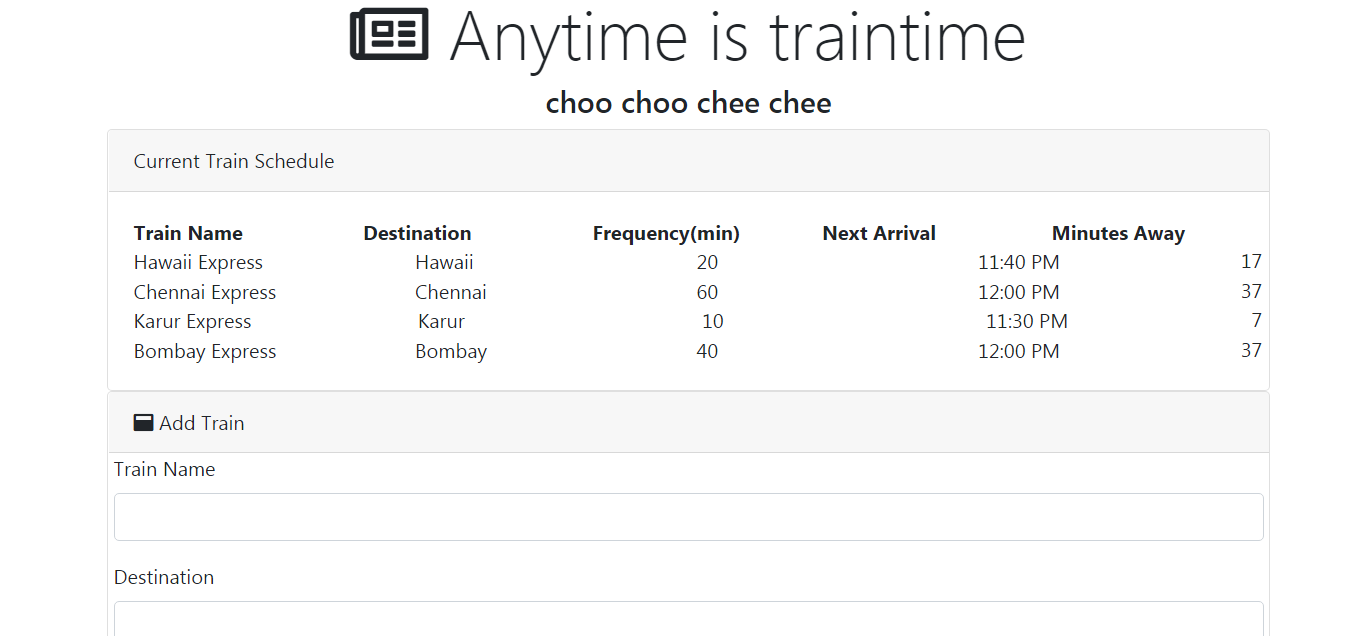 Anytime is traintime
choo choo chee chee
Current Train Schedule
Train Name Destination Frequency(min) Next Arrival Minutes Away
Hawaii Express Hawaii 20 11:40 PM 17
Chennai Express Chennai 60 12:00 PM 37
Karur Express Karur 10 11:30 PM 7
Bombay Express Bombay 40 12:00 PM 37
Add Train
Train Name
Destination